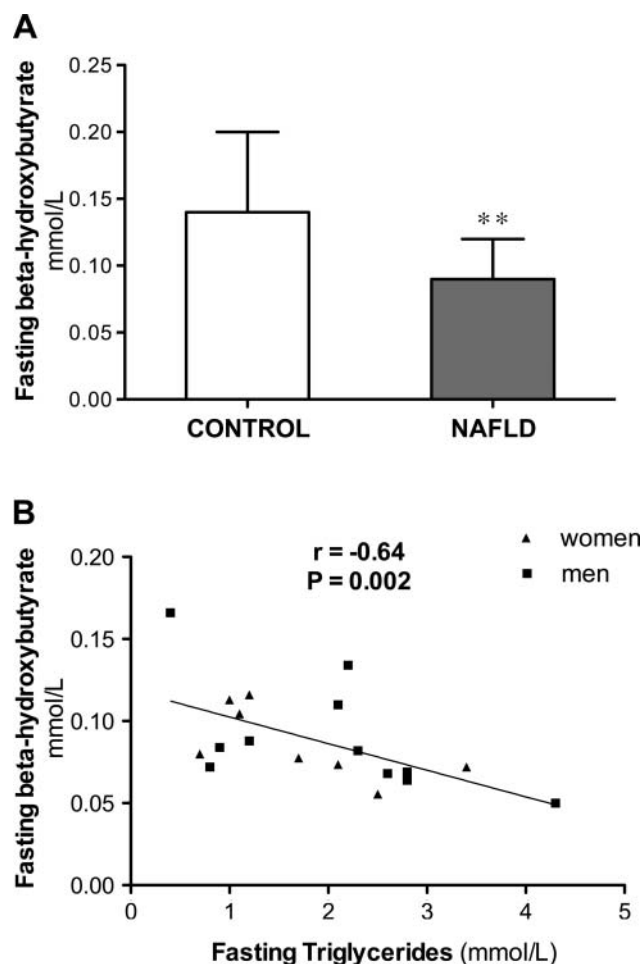 A
Fasting beta-hydroxybutyrate
mmol/L
0.25
0.20
0.15
0.10
0.05
0.00
**
CONTROL NAFLD
B
r = -0.64
P = 0.002
women
men
Fasting beta-hydroxybutyrate
mmol/L
0.20
0.15
0.10
0.05
0.00
0 1 2 3 4 5
Fasting Triglycerides (mmol/L)